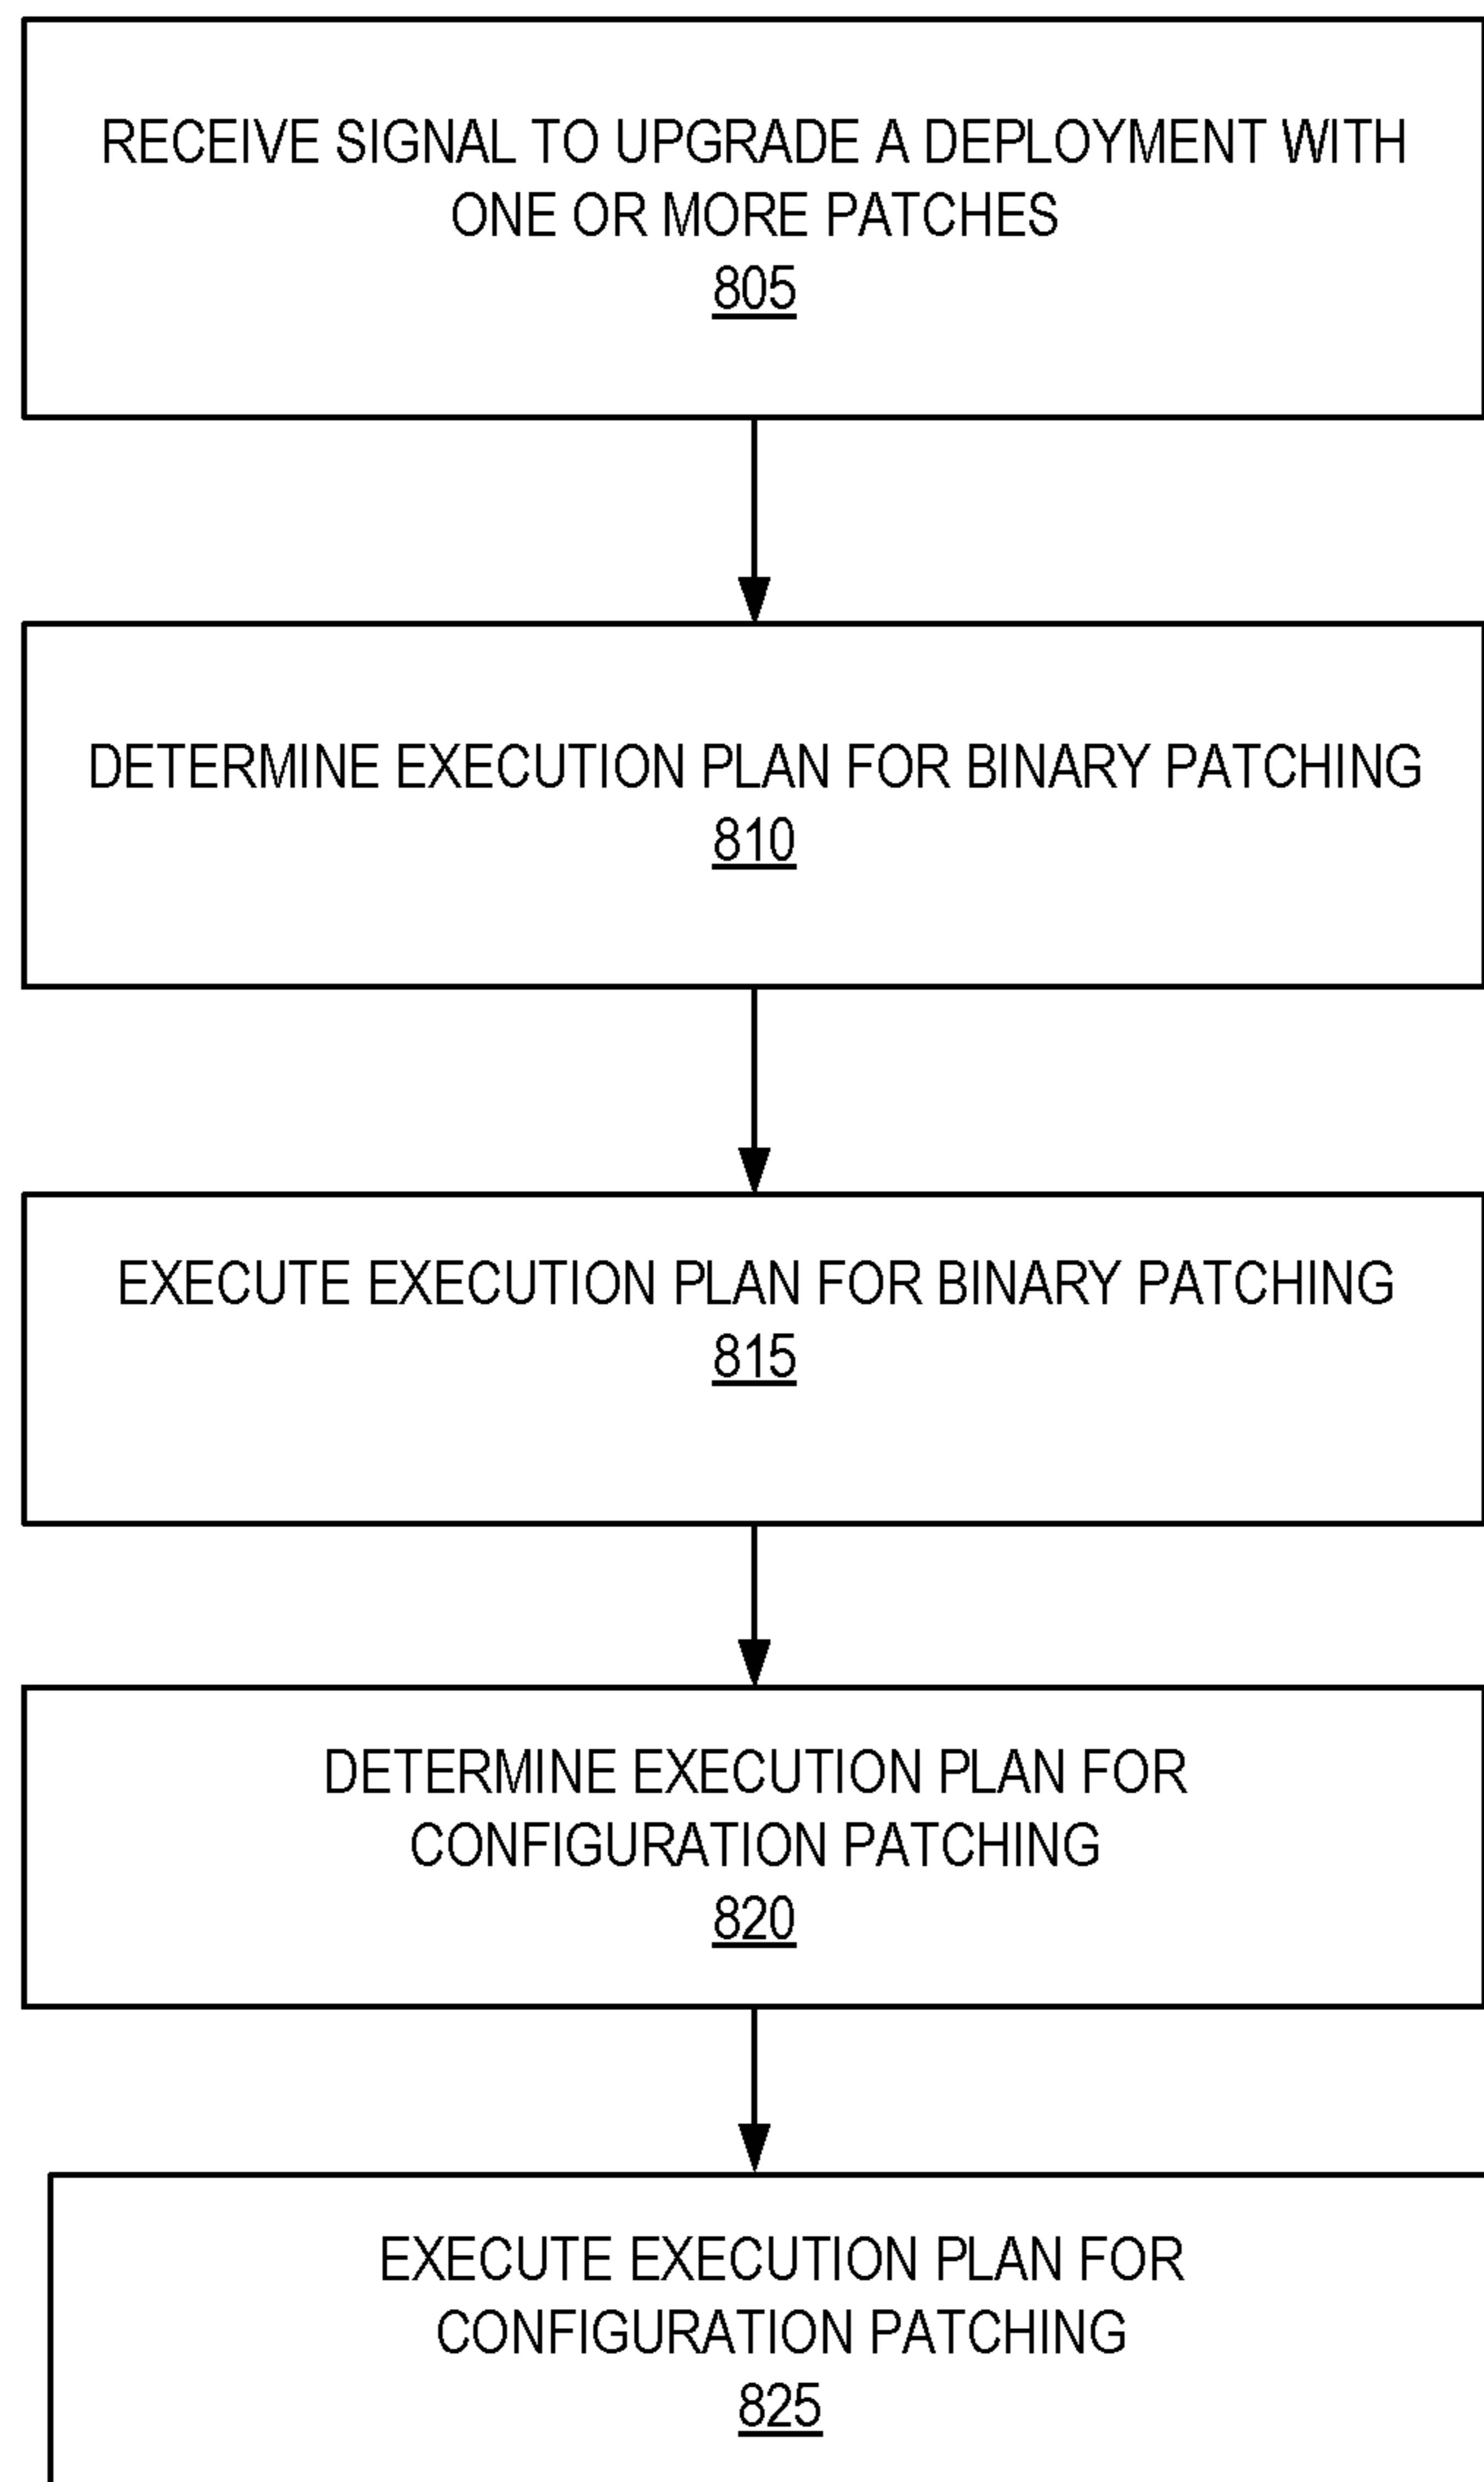 RECEIVE SIGNAL TO UPGRADE A DEPLOYMENT WITH
ONE OR MORE PATCHES
805
DETERMINE EXECUTION PLAN FOR BINARY PATCHING
810
EXECUTE EXECUTION PLAN FOR BINARY PATCHING
815
DETERMINE EXECUTION PLAN FOR
CONFIGURATION PATCHING
820
EXECUTE EXECUTION PLAN FOR
CONFIGURATION PATCHING
825